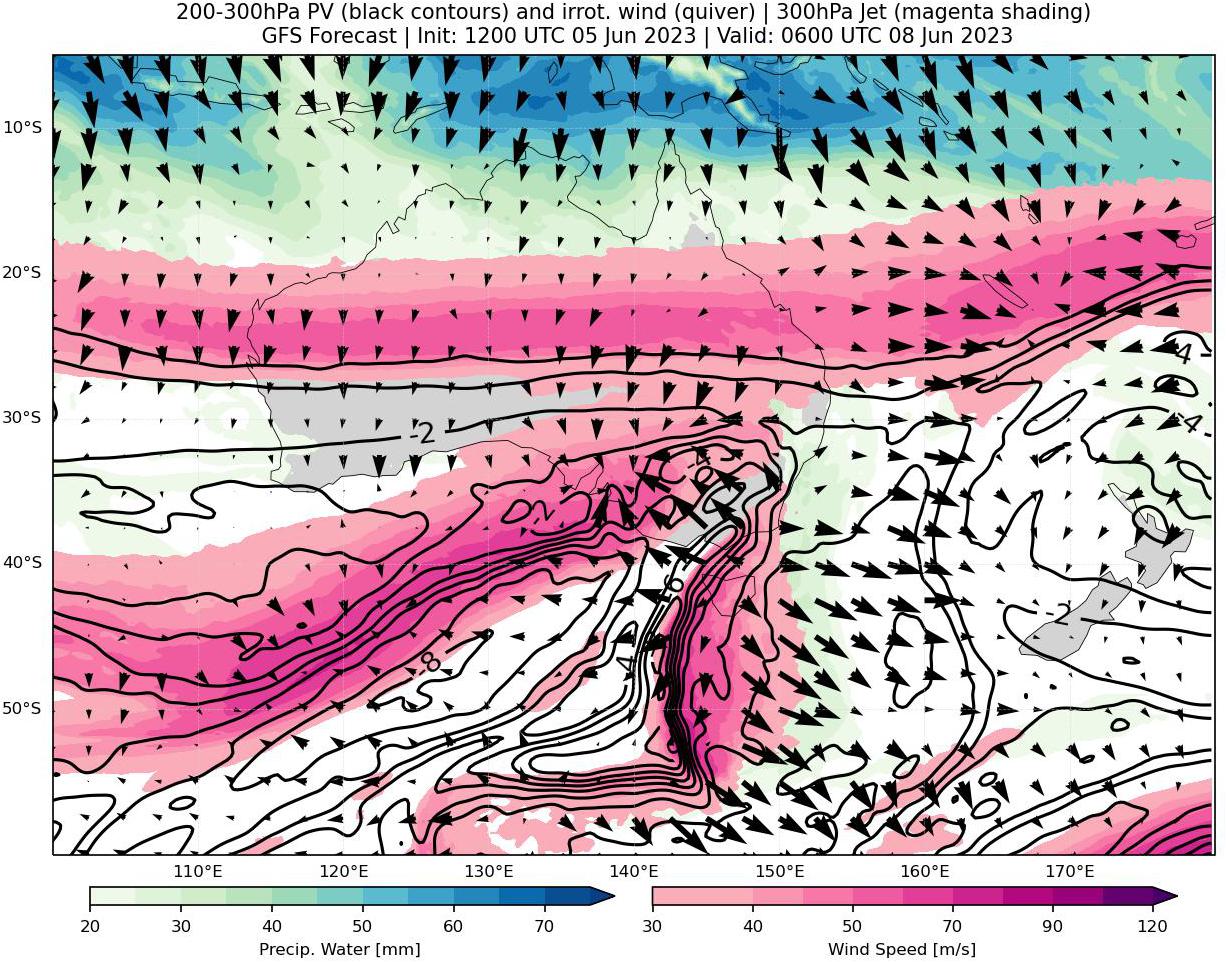 200-300hPa PV (black contours) and irrot. wind (quiver) | 300hPa Jet (magenta shading)
GFS Forecast | Init: 1200 UTC 05 Jun 2023 | Valid: 0600 UTC 08 Jun 2023
10°S
20°S
-4
-4
30°S
-2
-4
-2
40°S
-6
-2
-4
-8
50°S
110°E 120°E 130°E 140°E 150°E 160°E 170°E
20 30 40 50 60 70
30 40 50 70 90 120
Precip. Water [mm]
Wind Speed [m/s]